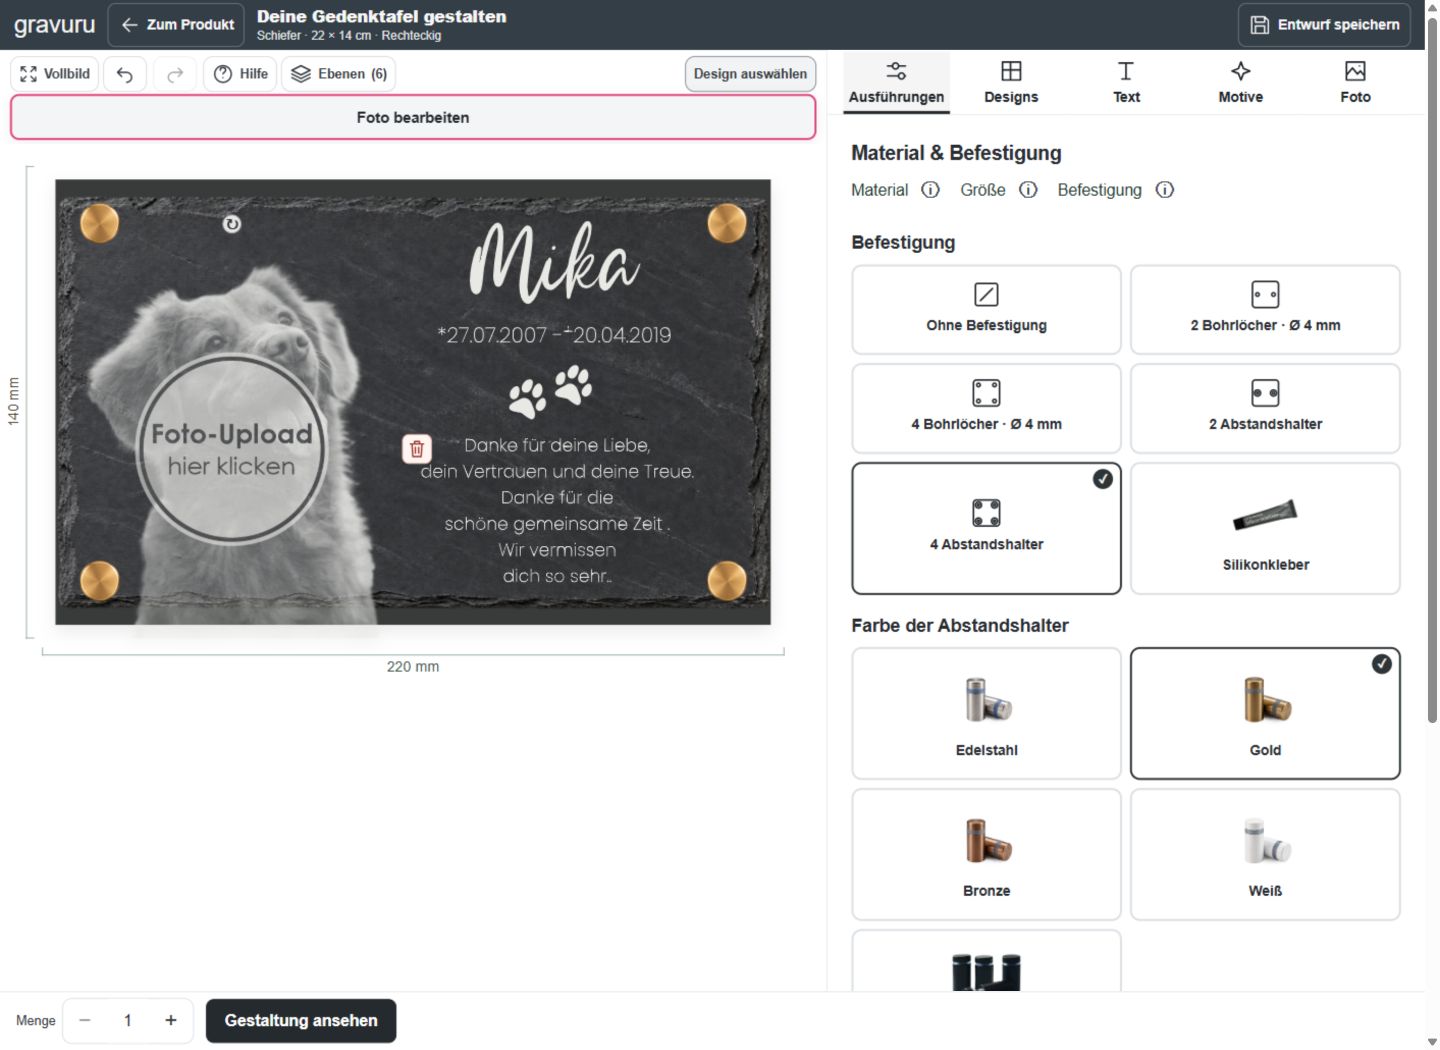 gravuru
Zum Produkt
Deine Gedenktafel gestalten
Schiefer · 22 × 14 cm · Rechteckig
Entwurf speichern
Vollbild
Hilfe
Ebenen (6)
Design auswählen
Foto bearbeiten
Ausführungen
Designs
Text
Motive
Foto
140 mm
Mika
*27.07.2007 -✝20.04.2019
Foto-Upload
hier klicken
Danke für deine Liebe,
dein Vertrauen und deine Treue.
Danke für die
schöne gemeinsame Zeit .
Wir vermissen
dich so sehr..
220 mm
Material & Befestigung
Material
Größe
Befestigung
Befestigung
Ohne Befestigung
2 Bohrlöcher · Ø 4 mm
4 Bohrlöcher · Ø 4 mm
2 Abstandshalter
4 Abstandshalter
Silikonkleber
Farbe der Abstandshalter
Edelstahl
Gold
Bronze
Weiß
Menge
1
Gestaltung ansehen